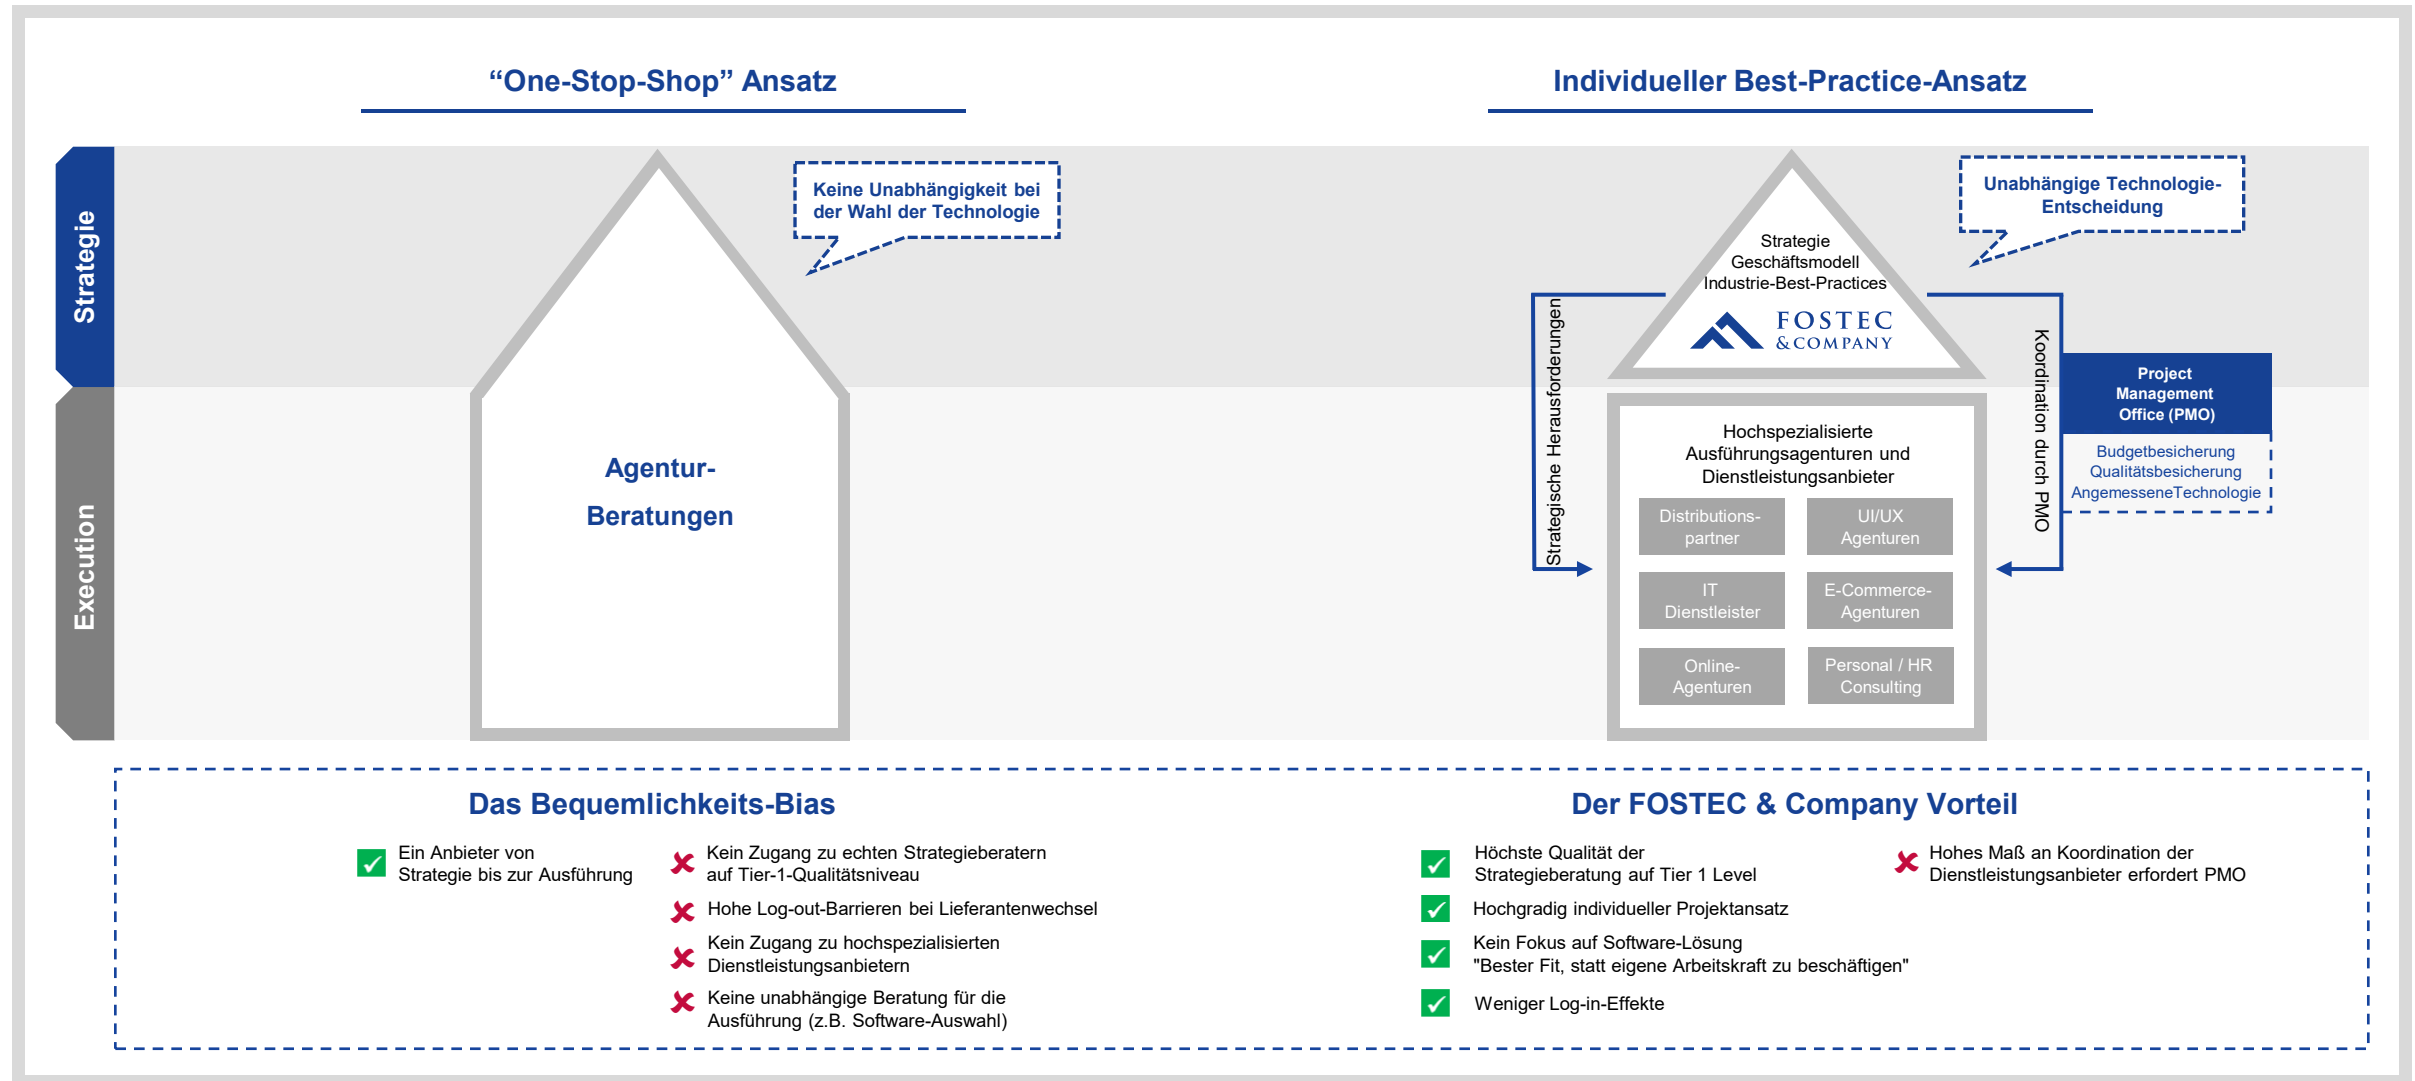 “One-Stop-Shop” Ansatz
Individueller Best-Practice-Ansatz
Strategie
Execution
Keine Unabhängigkeit bei
der Wahl der Technologie
Agentur-
Beratungen
Unabhängige Technologie-
Entscheidung
Strategie
Geschäftsmodell
Industrie-Best-Practices
FOSTEC
& COMPANY
Strategische Herausforderungen
Koordination durch PMO
Project
Management
Office (PMO)
Budgetbesicherung
Qualitätsbesicherung
AngemesseneTechnologie
Hochspezialisierte
Ausführungsagenturen und
Dienstleistungsanbieter
Distributions-
partner
UI/UX
Agenturen
IT
Dienstleister
E-Commerce-
Agenturen
Online-
Agenturen
Personal / HR
Consulting
Das Bequemlichkeits-Bias
Ein Anbieter von
Strategie bis zur Ausführung
Kein Zugang zu echten Strategieberatern
auf Tier-1-Qualitätsniveau
Hohe Log-out-Barrieren bei Lieferantenwechsel
Kein Zugang zu hochspezialisierten
Dienstleistungsanbietern
Keine unabhängige Beratung für die
Ausführung (z.B. Software-Auswahl)
Der FOSTEC & Company Vorteil
Höchste Qualität der
Strategieberatung auf Tier 1 Level
Hochgradig individueller Projektansatz
Kein Fokus auf Software-Lösung
"Bester Fit, statt eigene Arbeitskraft zu beschäftigen"
Weniger Log-in-Effekte
Hohes Maß an Koordination der
Dienstleistungsanbieter erfordert PMO